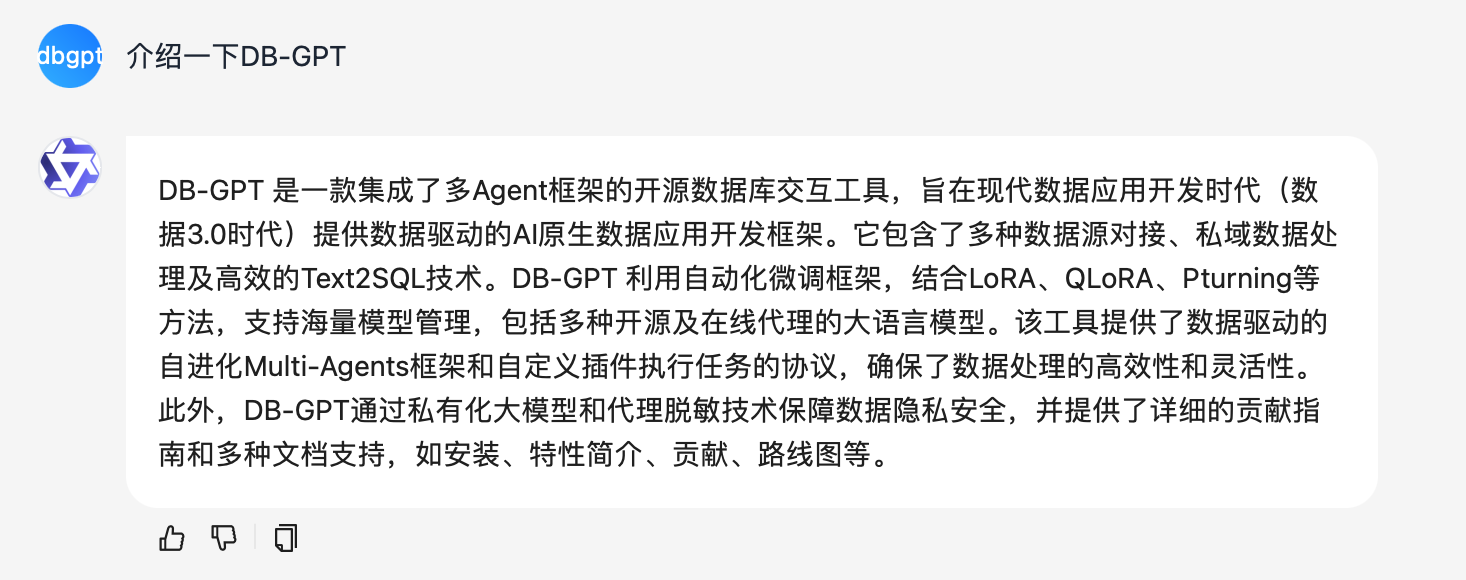 dbgpt
介绍一下DB-GPT
DB-GPT 是一款集成了多Agent框架的开源数据库交互工具，旨在现代数据应用开发时代（数
据3.0时代）提供数据驱动的AI原生数据应用开发框架。它包含了多种数据源对接、私域数据处
理及高效的Text2SQL技术。DB-GPT 利用自动化微调框架，结合LoRA、QLoRA、Pturning等
方法，支持海量模型管理，包括多种开源及在线代理的大语言模型。该工具提供了数据驱动的
自进化Multi-Agents框架和自定义插件执行任务的协议，确保了数据处理的高效性和灵活性。
此外，DB-GPT通过私有化大模型和代理脱敏技术保障数据隐私安全，并提供了详细的贡献指
南和多种文档支持，如安装、特性简介、贡献、路线图等。